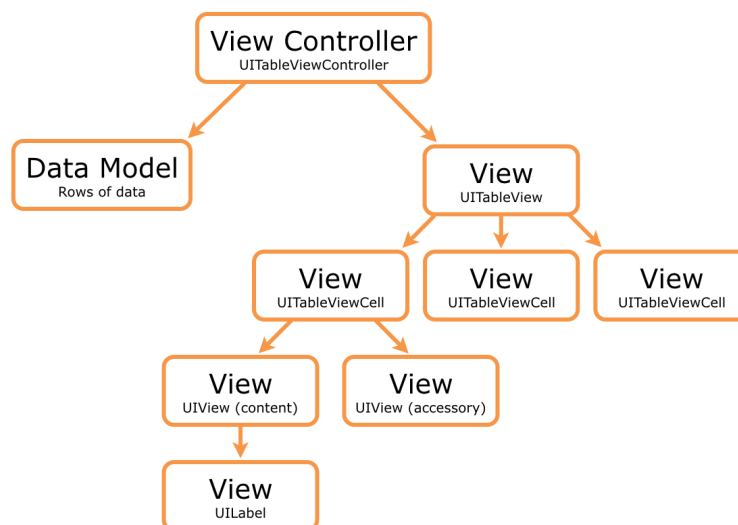 View Controller
UITableViewController
Data Model
Rows of data
View
UITableView
View
UITableViewCell
View
UITableViewCell
View
UITableViewCell
View
UIView (content)
View
UIView (accessory)
View
UILabel